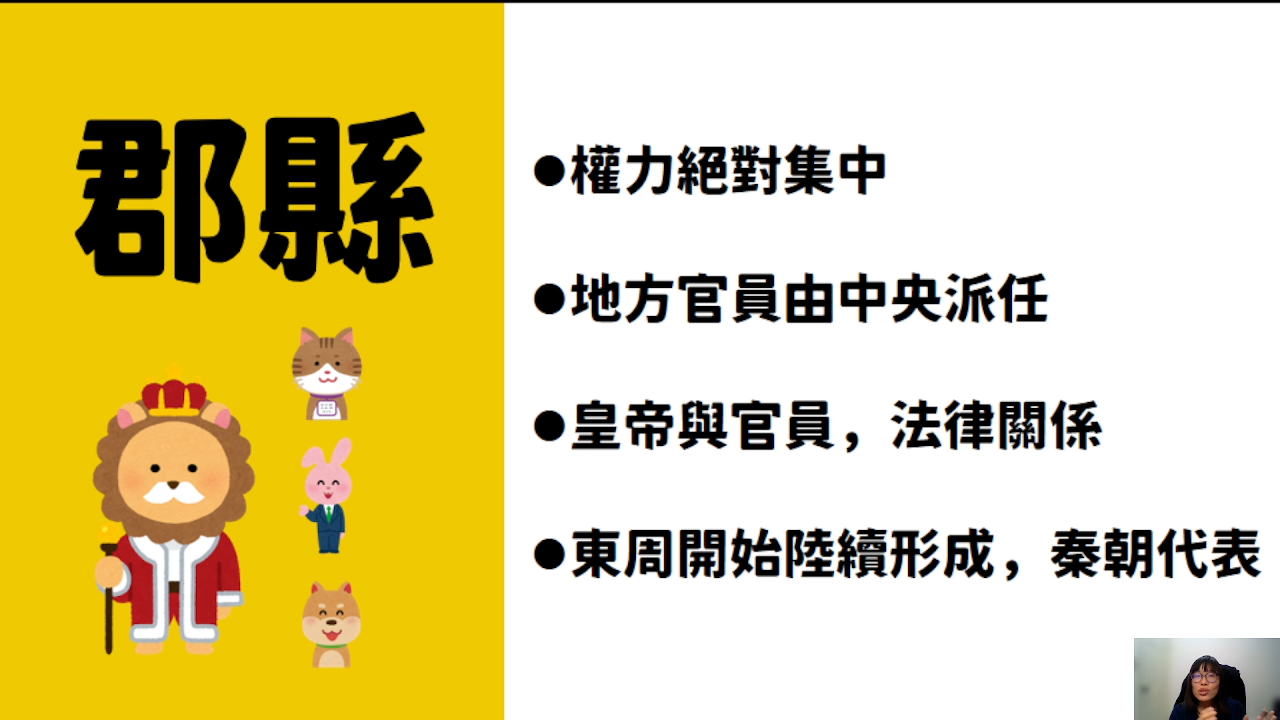 郡縣
●權力絕對集中
●地方官員由中央派任
●皇帝與官員，法律關係
●東周開始陸續形成，秦朝代表